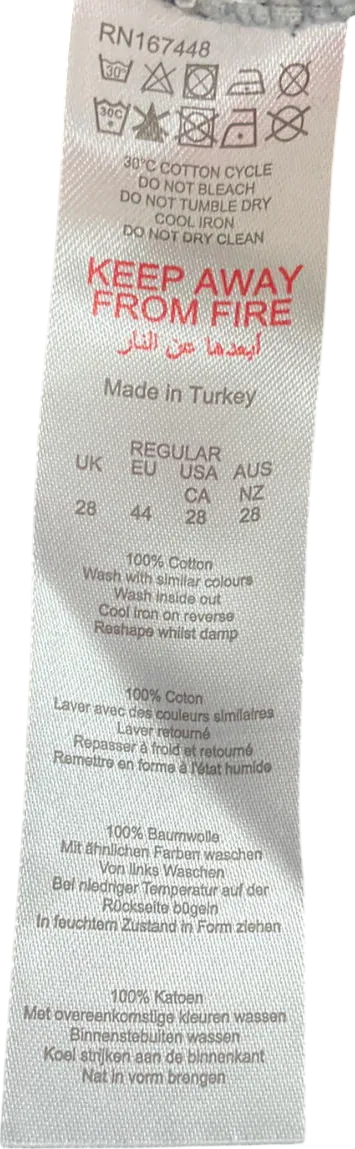 RN167448
30°
30C
30°C COTTON CYCLE
DO NOT BLEACH
DO NOT TUMBLE DRY
COOL IRON
DO NOT DRY CLEAN
KEEP AWAY
FROM FIRE
أبعدها عن النار
Made in Turkey
REGULAR
UK EU USA AUS
CA NZ
28 44 28 28
100% Cotton
Wash with similar colours
Wash inside out
Cool iron on reverse
Reshape whilst damp
100% Coton
Laver avec des couleurs similaires
Laver retourné
Repasser à froid et retourné
Remettre en forme à l'état humide
100% Baumwolle
Mit ähnlichen Farben waschen
Von links Waschen
Bei niedriger Temperatur auf der
Rückseite bügeln
In feuchtem Zustand in Form ziehen
100% Katoen
Met overeenkomstige kleuren wassen
Binnenstebuiten wassen
Koel strijken aan de binnenkant
Nat in vorm brengen